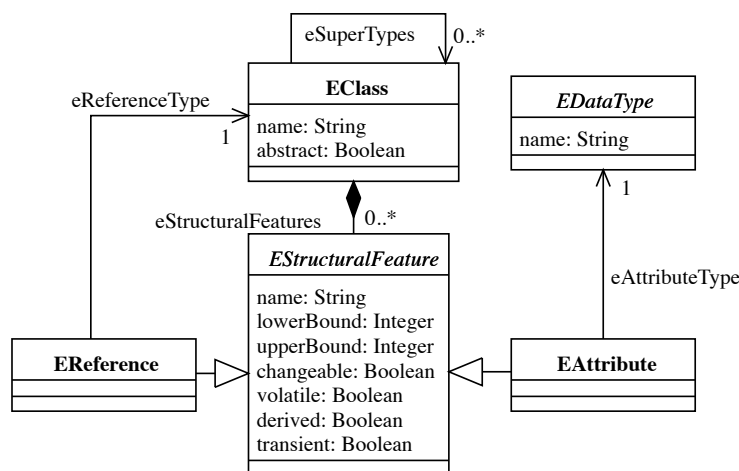 eSuperTypes
0..*
EClass
name: String
abstract: Boolean
eReferenceType
1
EDataType
name: String
1
eStructuralFeatures
0..*
EStructuralFeature
name: String
lowerBound: Integer
upperBound: Integer
changeable: Boolean
volatile: Boolean
derived: Boolean
transient: Boolean
eAttributeType
EReference
EAttribute